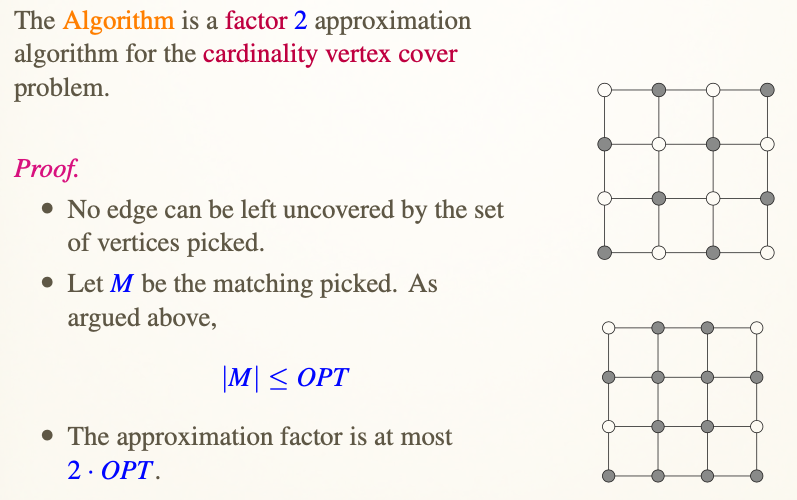 The Algorithm is a factor 2 approximation
algorithm for the cardinality vertex cover
problem.
Proof.
• No edge can be left uncovered by the set
of vertices picked.
• Let M be the matching picked. As
argued above,
|M| ≤ OPT
• The approximation factor is at most
2 · OPT.